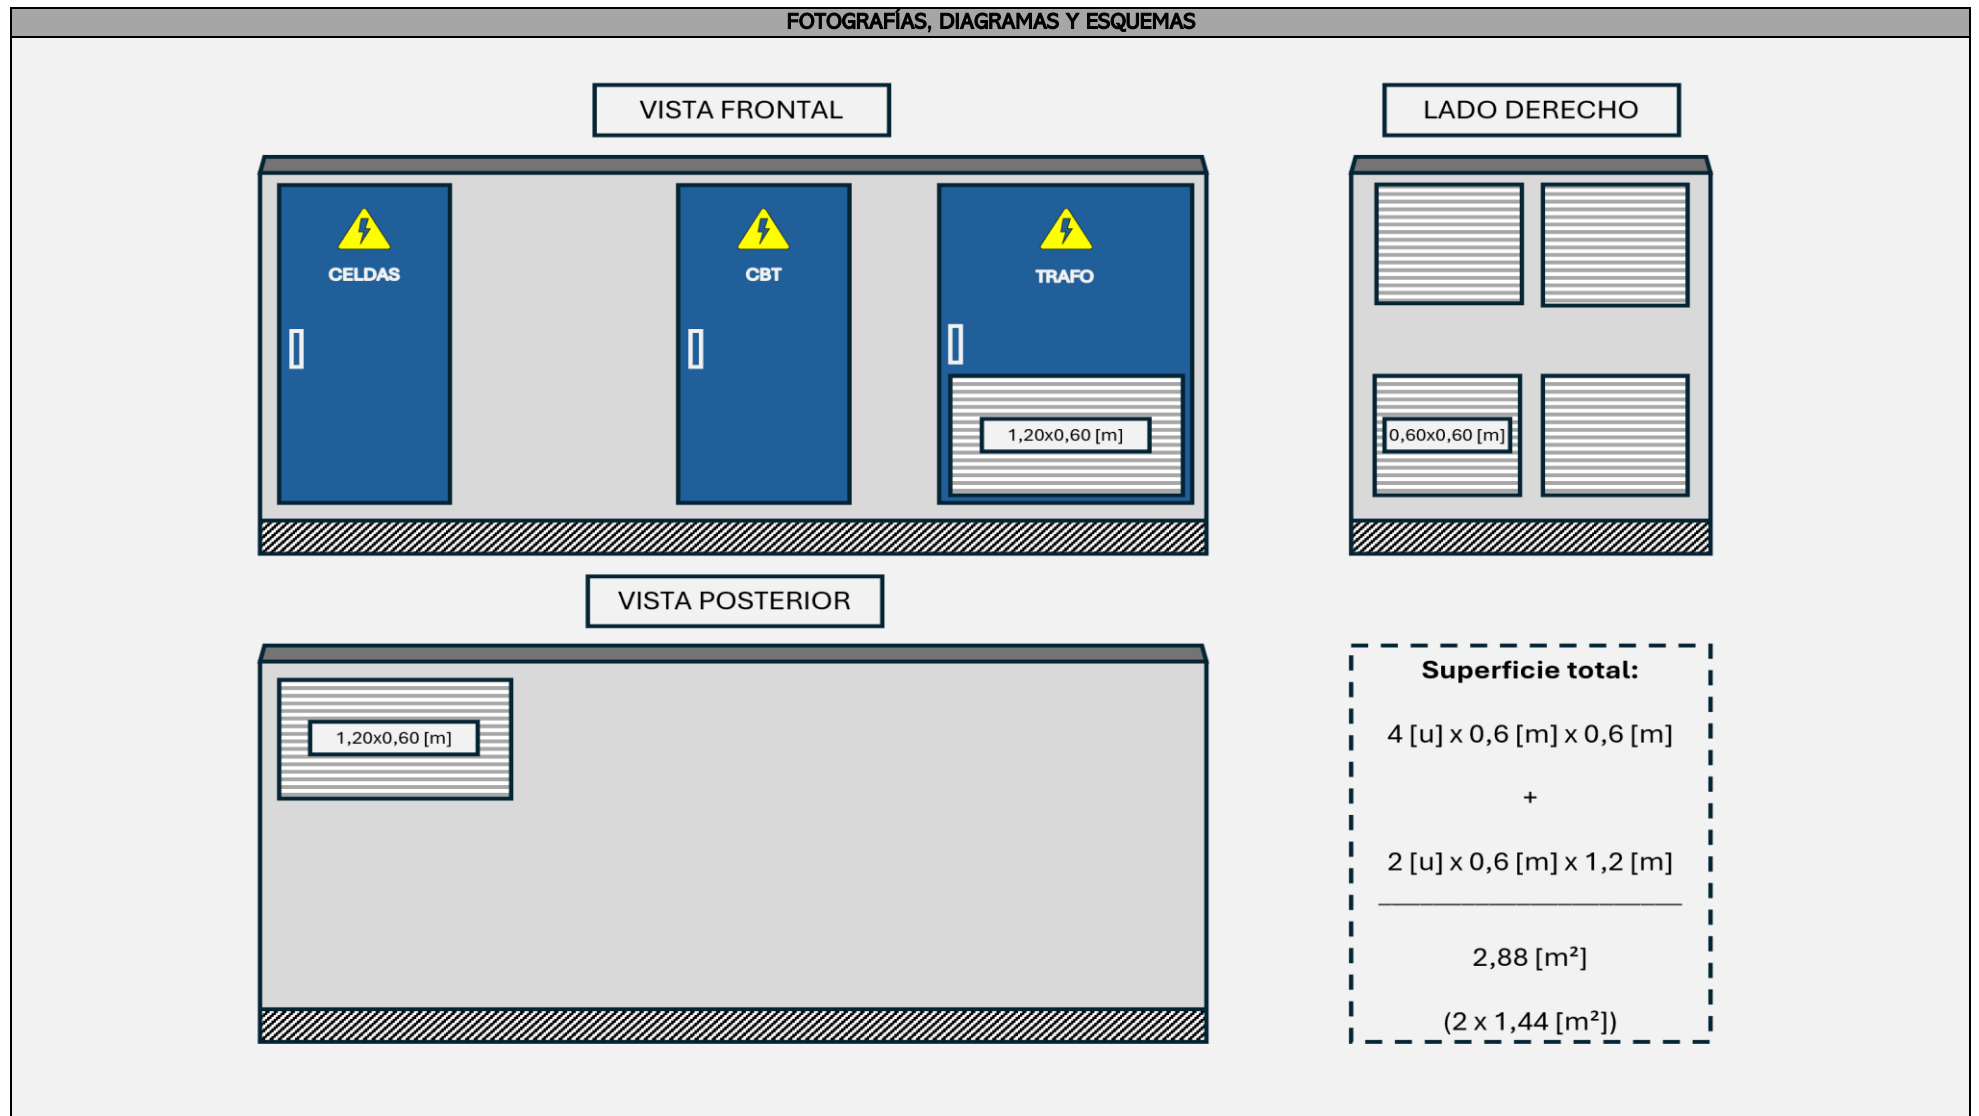 FOTOGRAFÍAS, DIAGRAMAS Y ESQUEMAS
VISTA FRONTAL
LADO DERECHO
CELDAS
CBT
TRAFO
1,20x0,60 [m]
0,60x0,60 [m]
VISTA POSTERIOR
1,20x0,60 [m]
Superficie total:
4 [u] x 0,6 [m] x 0,6 [m]
+
2 [u] x 0,6 [m] x 1,2 [m]
2,88 [m²]
(2 x 1,44 [m²])